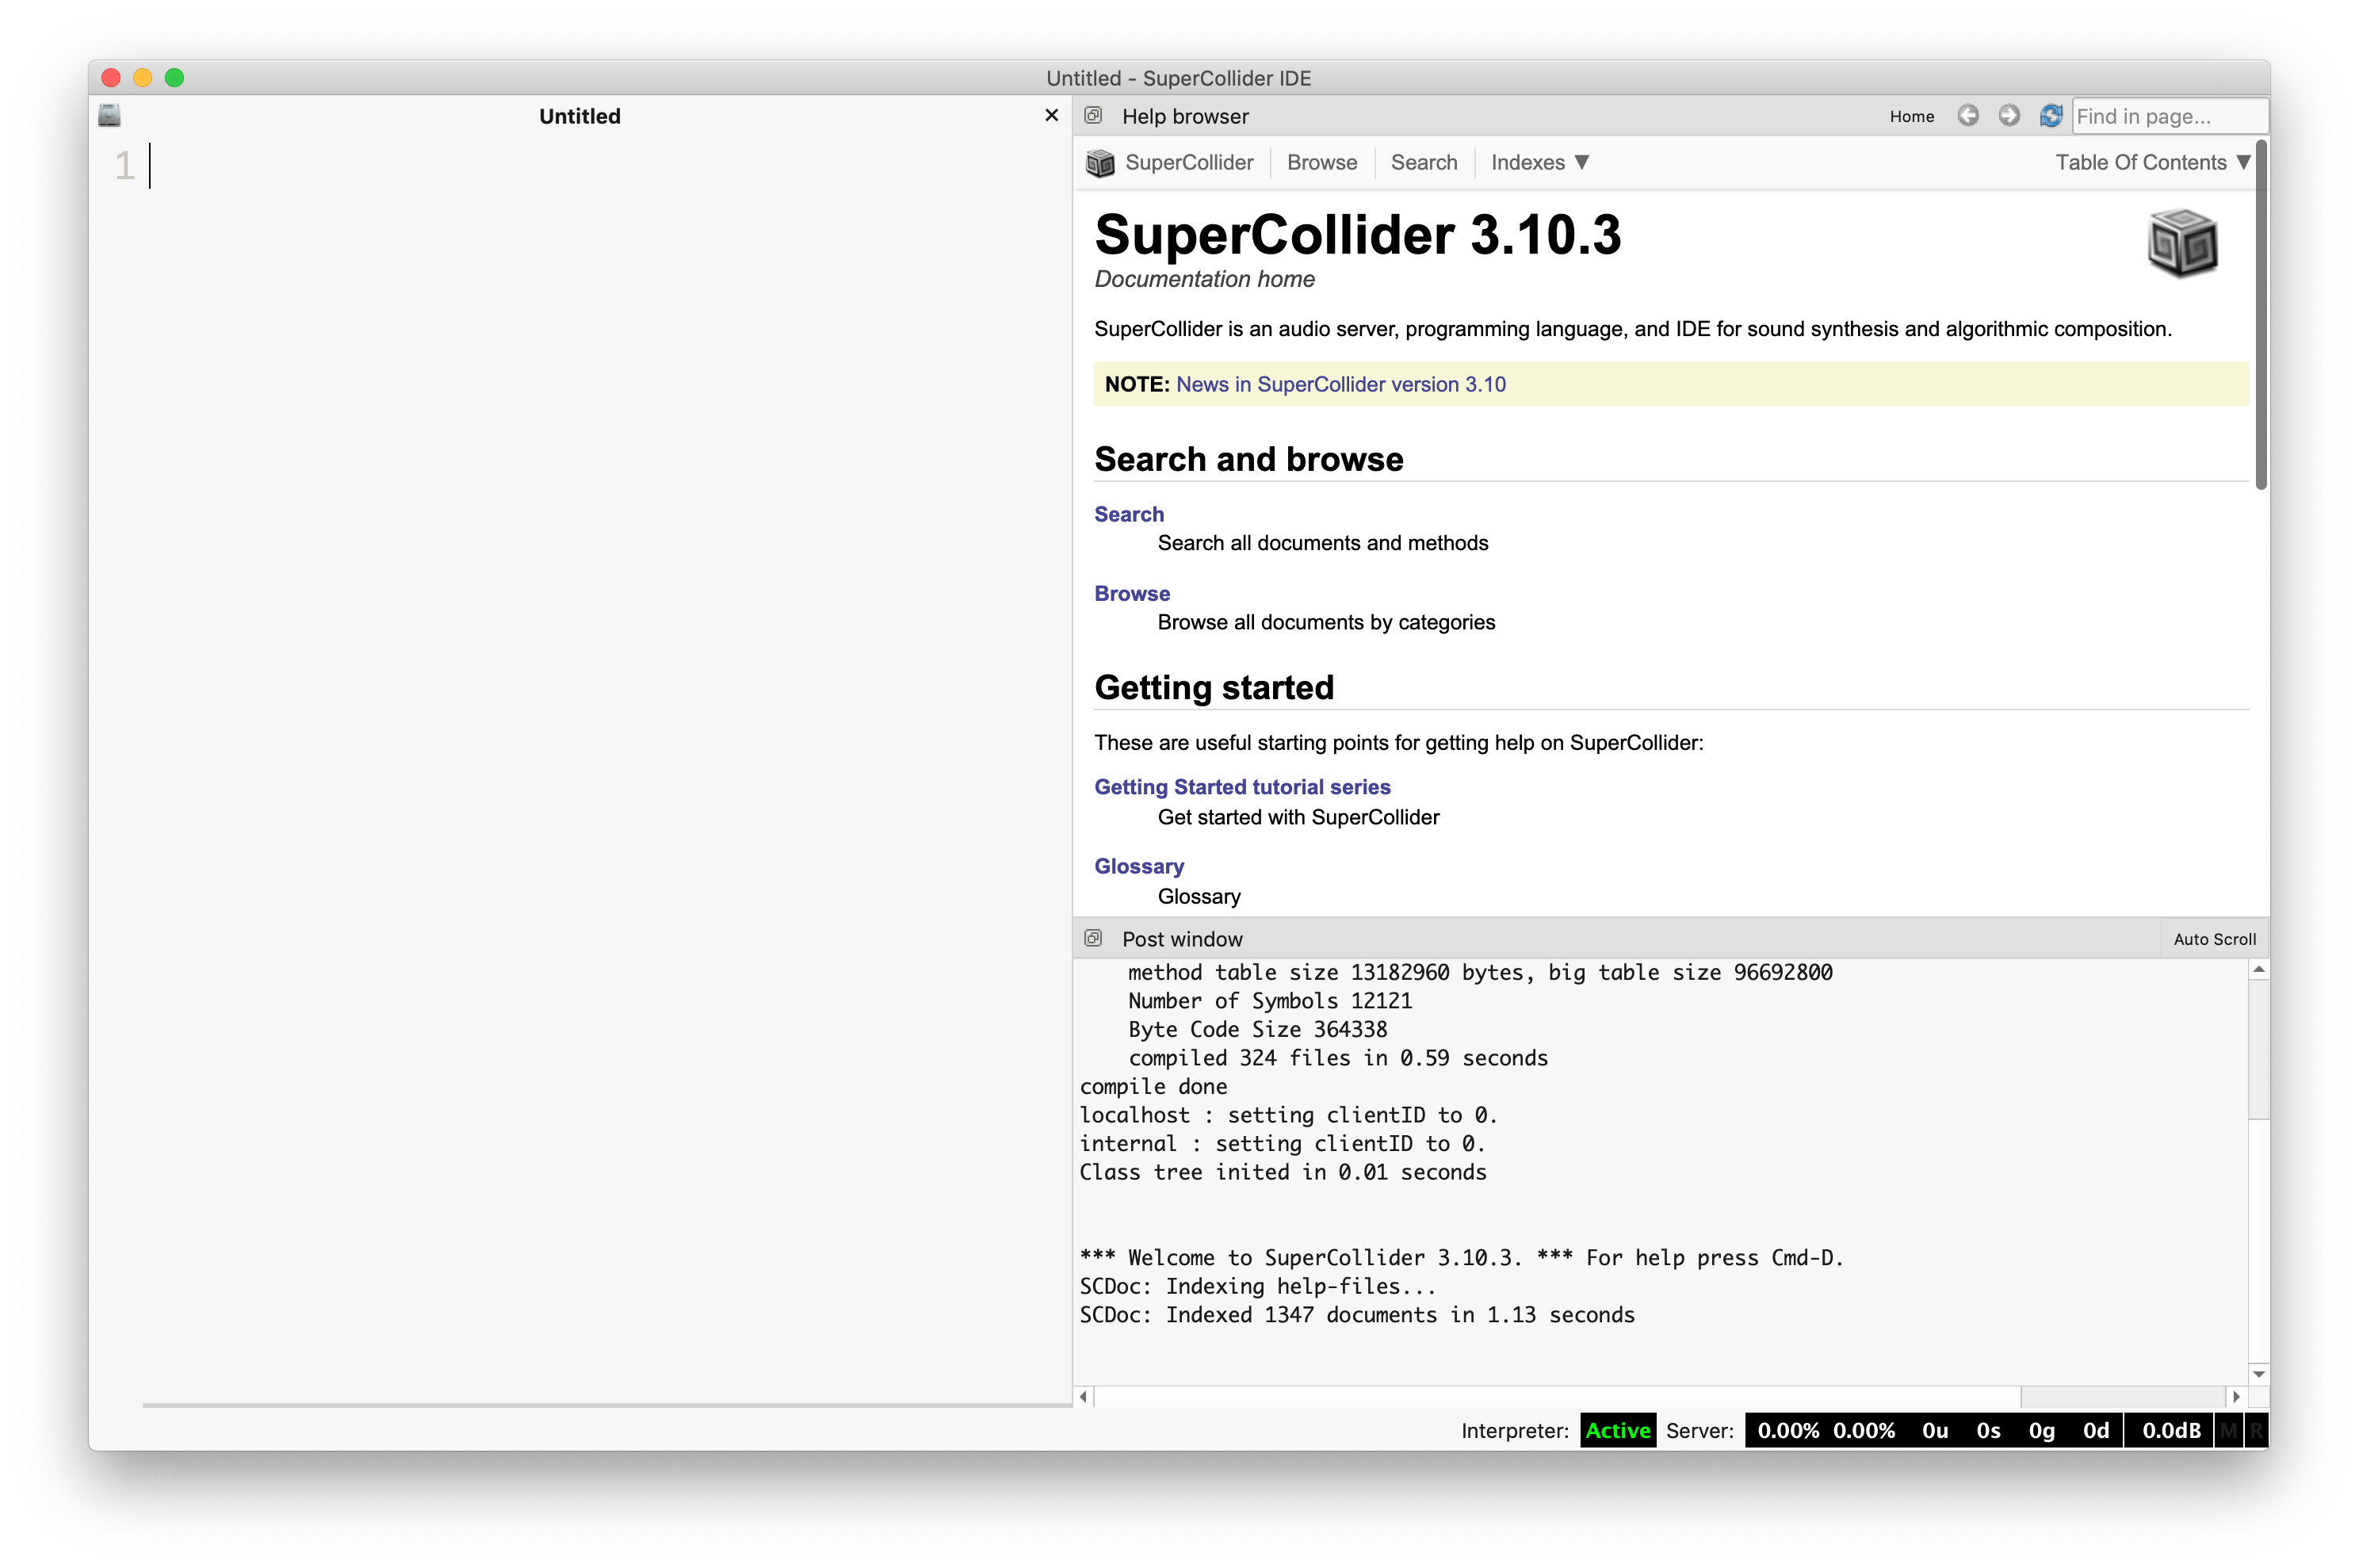 Untitled - SuperCollider IDE
Untitled
1
Help browser
Home
Find in page...
SuperCollider
Browse
Search
Indexes ▼
Table Of Contents ▼
SuperCollider 3.10.3
Documentation home
SuperCollider is an audio server, programming language, and IDE for sound synthesis and algorithmic composition.
NOTE: News in SuperCollider version 3.10
Search and browse
Search
Search all documents and methods
Browse
Browse all documents by categories
Getting started
These are useful starting points for getting help on SuperCollider:
Getting Started tutorial series
Get started with SuperCollider
Glossary
Glossary
Post window
Auto Scroll
method table size 13182960 bytes, big table size 96692800
Number of Symbols 12121
Byte Code Size 364338
compiled 324 files in 0.59 seconds
compile done
localhost : setting clientID to 0.
internal : setting clientID to 0.
Class tree inited in 0.01 seconds
*** Welcome to SuperCollider 3.10.3. *** For help press Cmd-D.
SCDoc: Indexing help-files...
SCDoc: Indexed 1347 documents in 1.13 seconds
Interpreter: Active Server: 0.00% 0.00% 0u 0s 0g 0d 0.0dB M R